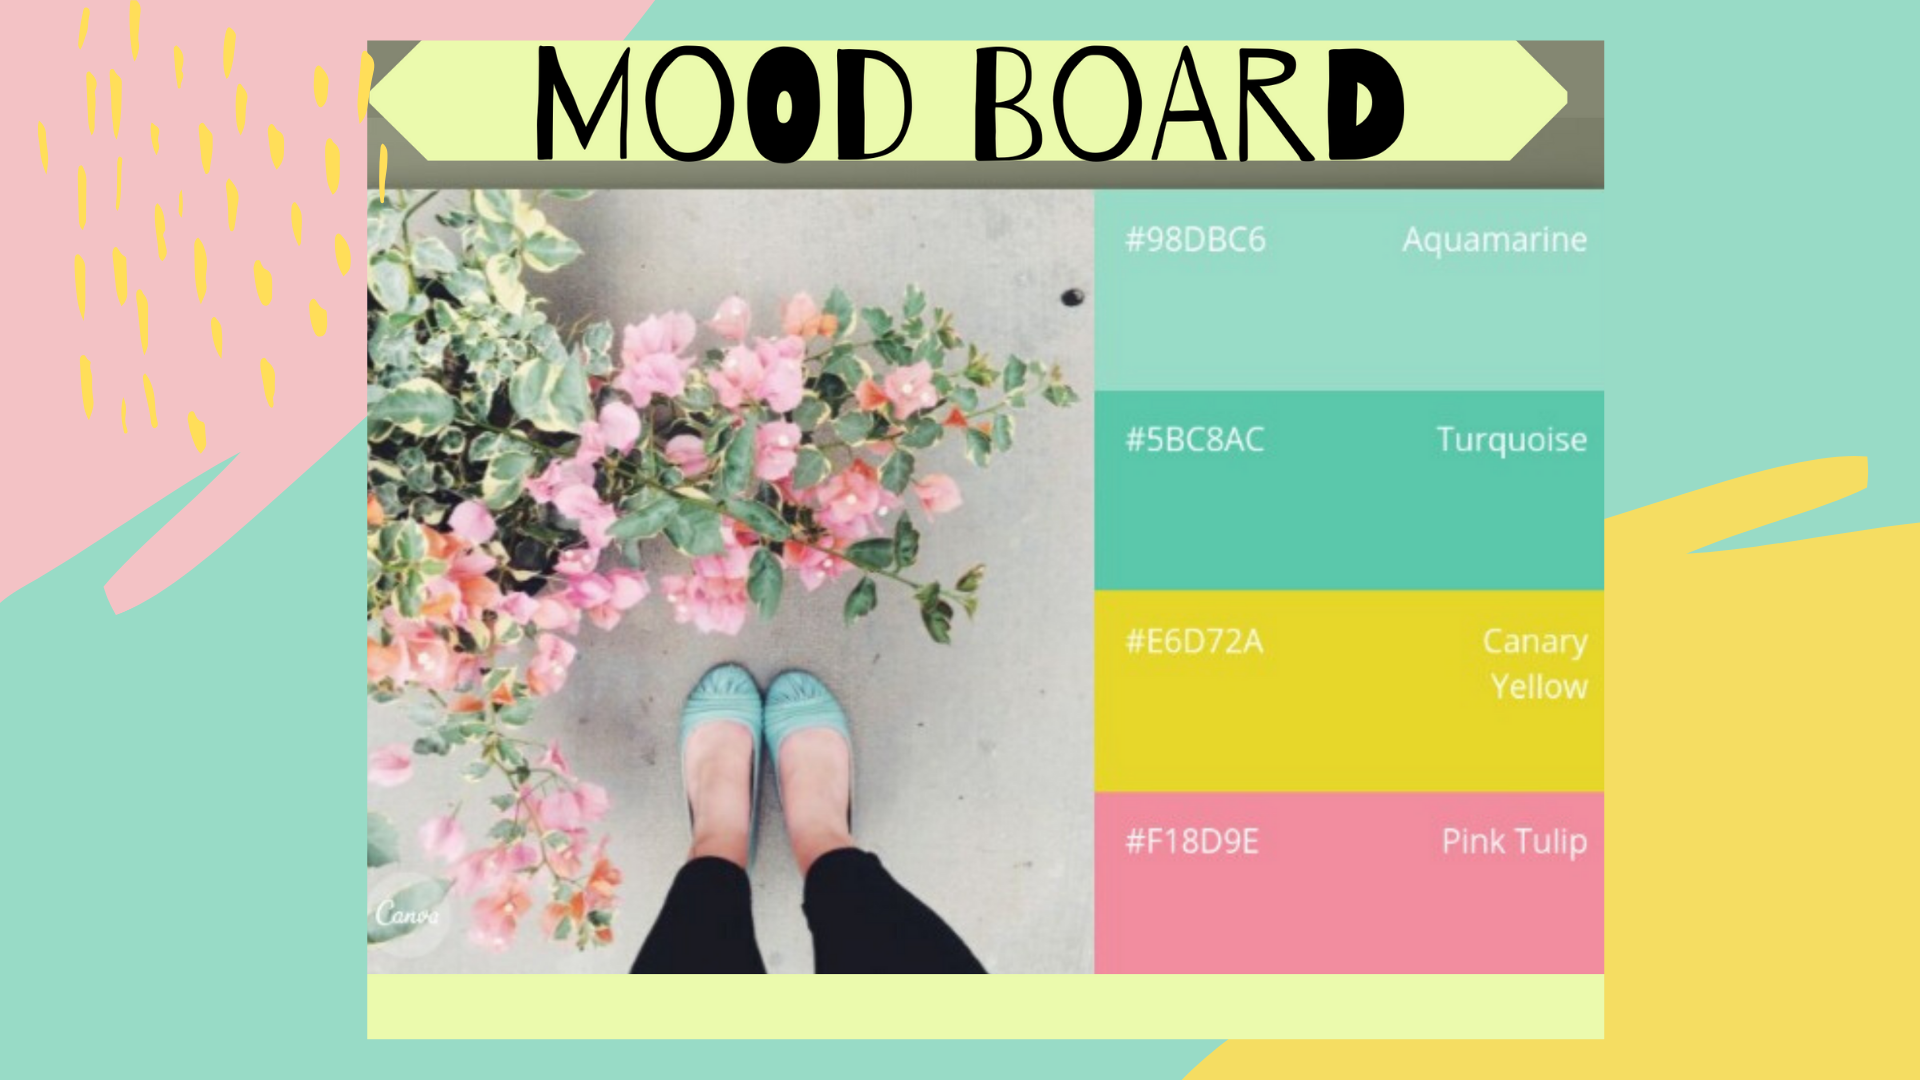 MOOD BOARD
#98DBC6 Aquamarine
#5BC8AC Turquoise
#E6D72A Canary
Yellow
#F18D9E Pink Tulip
Canva